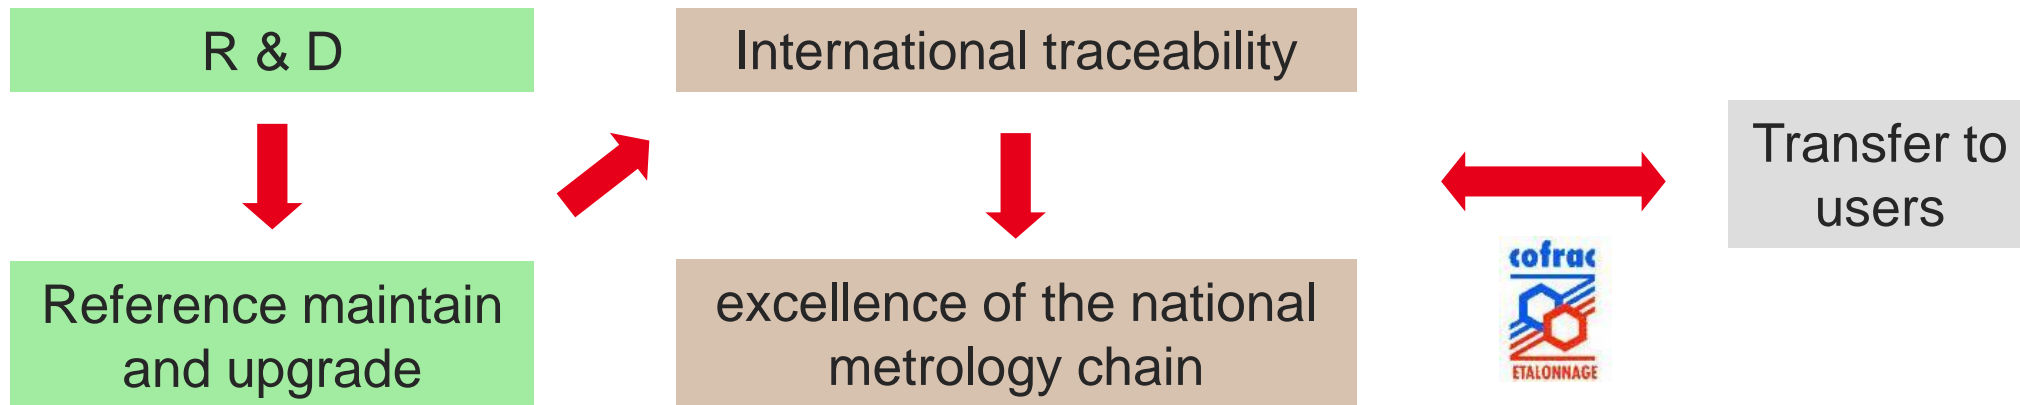 R & D
Reference maintain
and upgrade
International traceability
excellence of the national
metrology chain
Transfer to
users
cofrac
ETALONNAGE